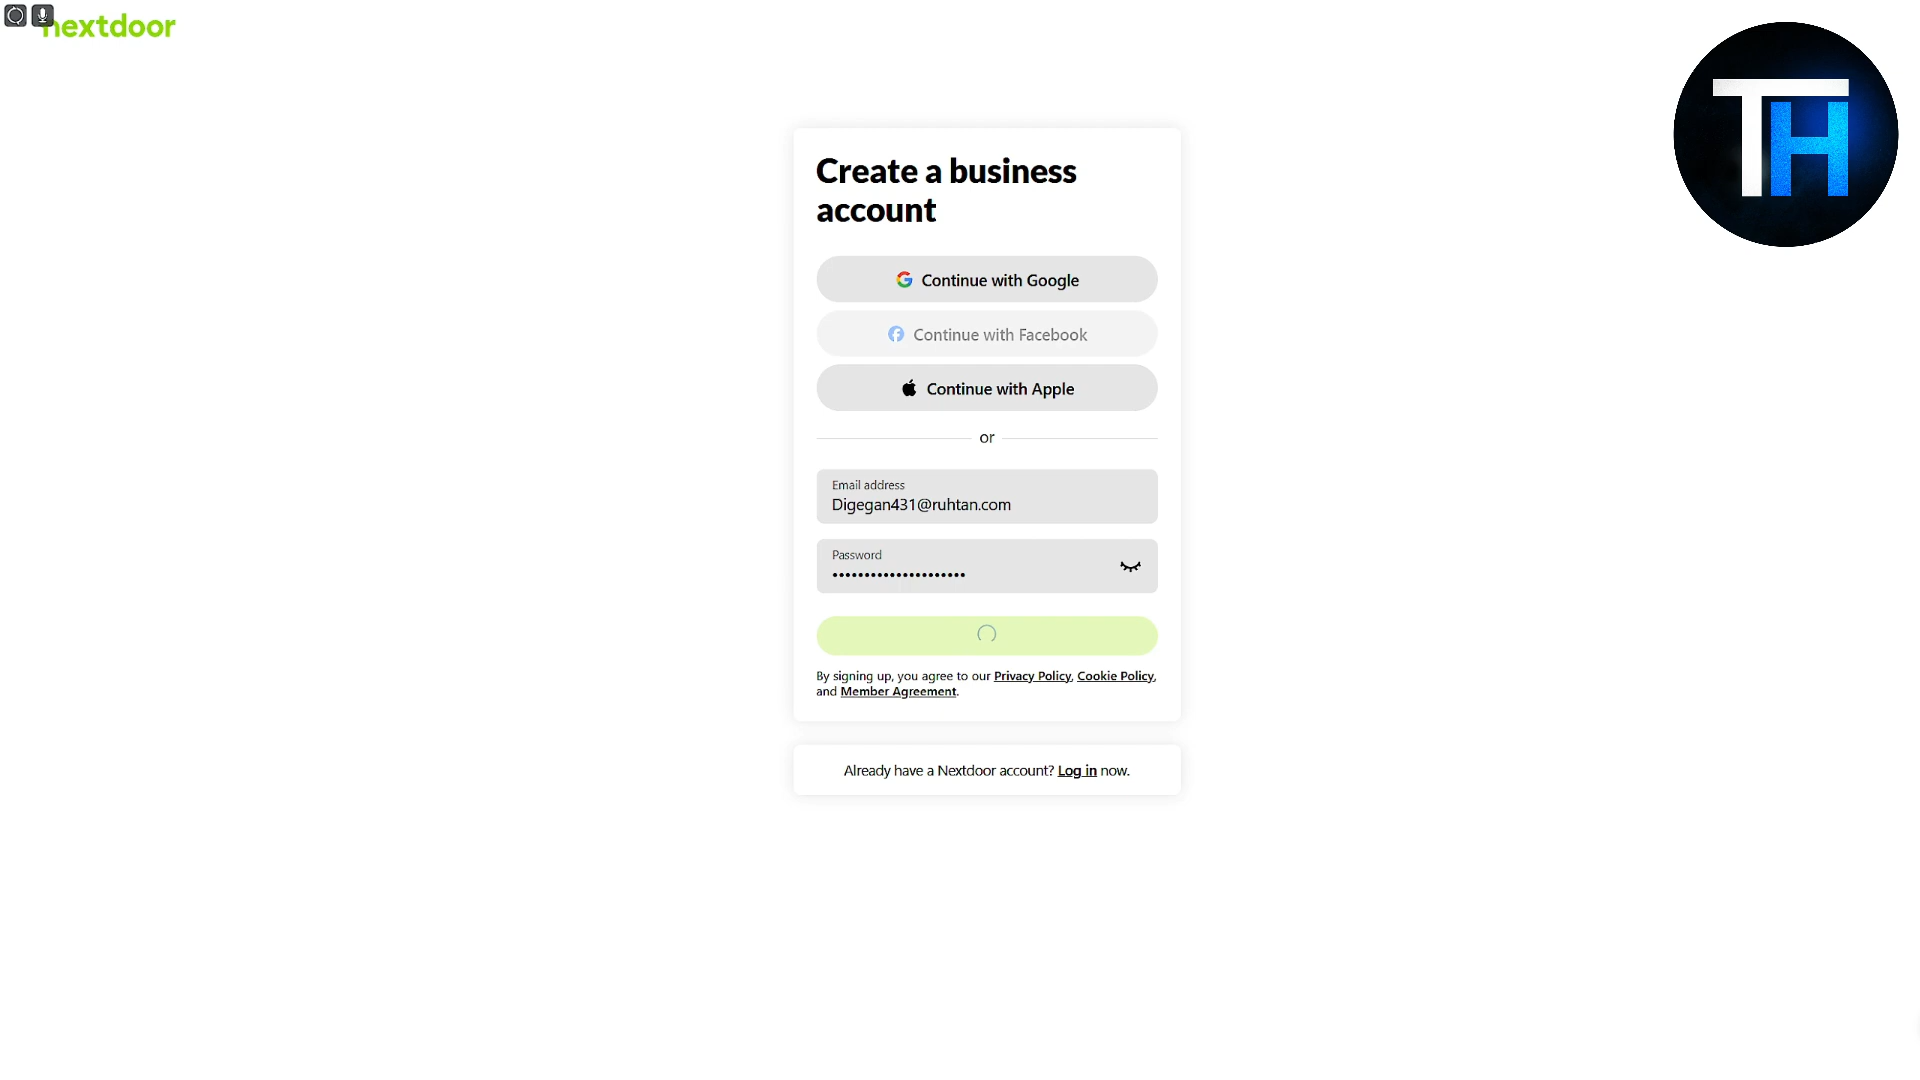 nextdoor
TH
Create a business
account
Continue with Google
Continue with Facebook
Continue with Apple
or
Email address
Digegan431@ruhtan.com
Password
•••••••••••••••••••••
By signing up, you agree to our Privacy Policy, Cookie Policy,
and Member Agreement.
Already have a Nextdoor account? Log in now.